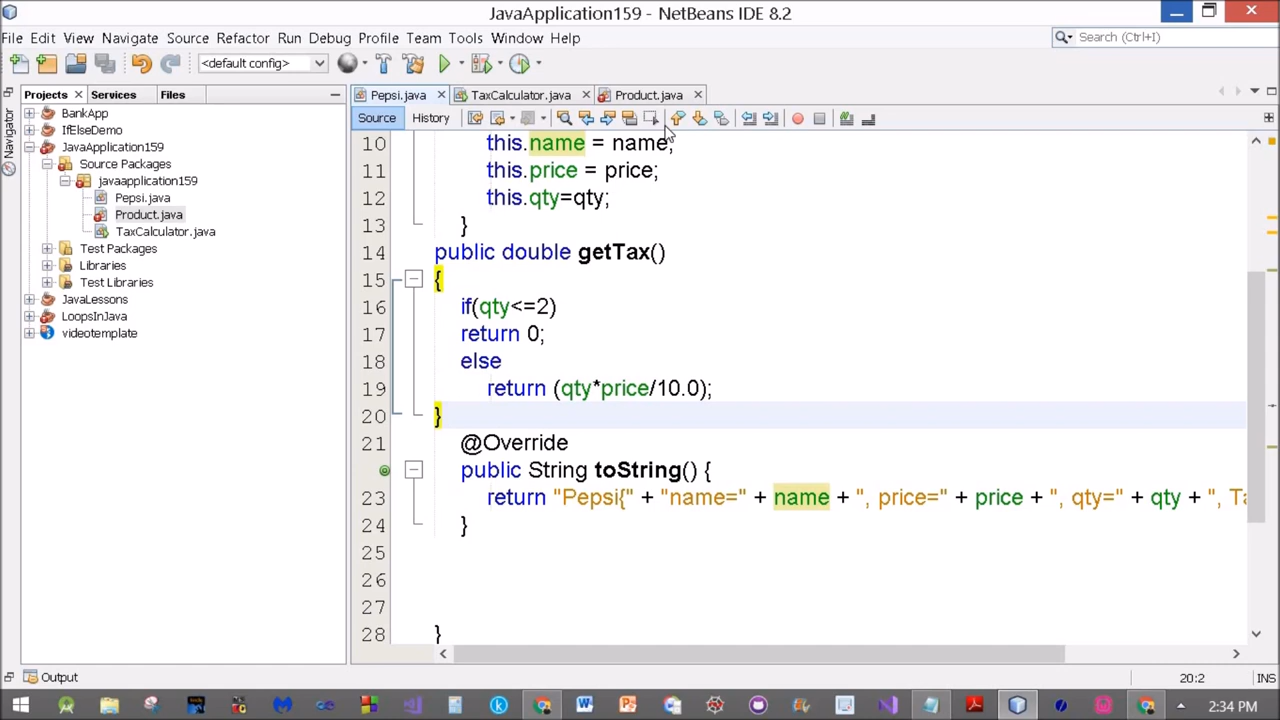 JavaApplication159 - NetBeans IDE 8.2
File Edit View Navigate Source Refactor Run Debug Profile Team Tools Window Help
Search (Ctrl+I)
<default config>
Projects Services Files
Navigator
BankApp
IfElseDemo
JavaApplication159
Source Packages
javaapplication159
Pepsi.java
Product.java
TaxCalculator.java
Test Packages
Libraries
Test Libraries
JavaLessons
LoopsInJava
videotemplate
Pepsi.java TaxCalculator.java Product.java
Source History
10 this.name = name;
11 this.price = price;
12 this.qty=qty;
13 }
14 public double getTax()
15 {
16 if(qty<=2)
17 return 0;
18 else
19 return (qty*price/10.0);
20 }
21 @Override
public String toString() {
23 return "Pepsi{" + "name=" + name + ", price=" + price + ", qty=" + qty + ", Ta
24 }
25
26
27
28 }
Output
20:2 INS
2:34 PM